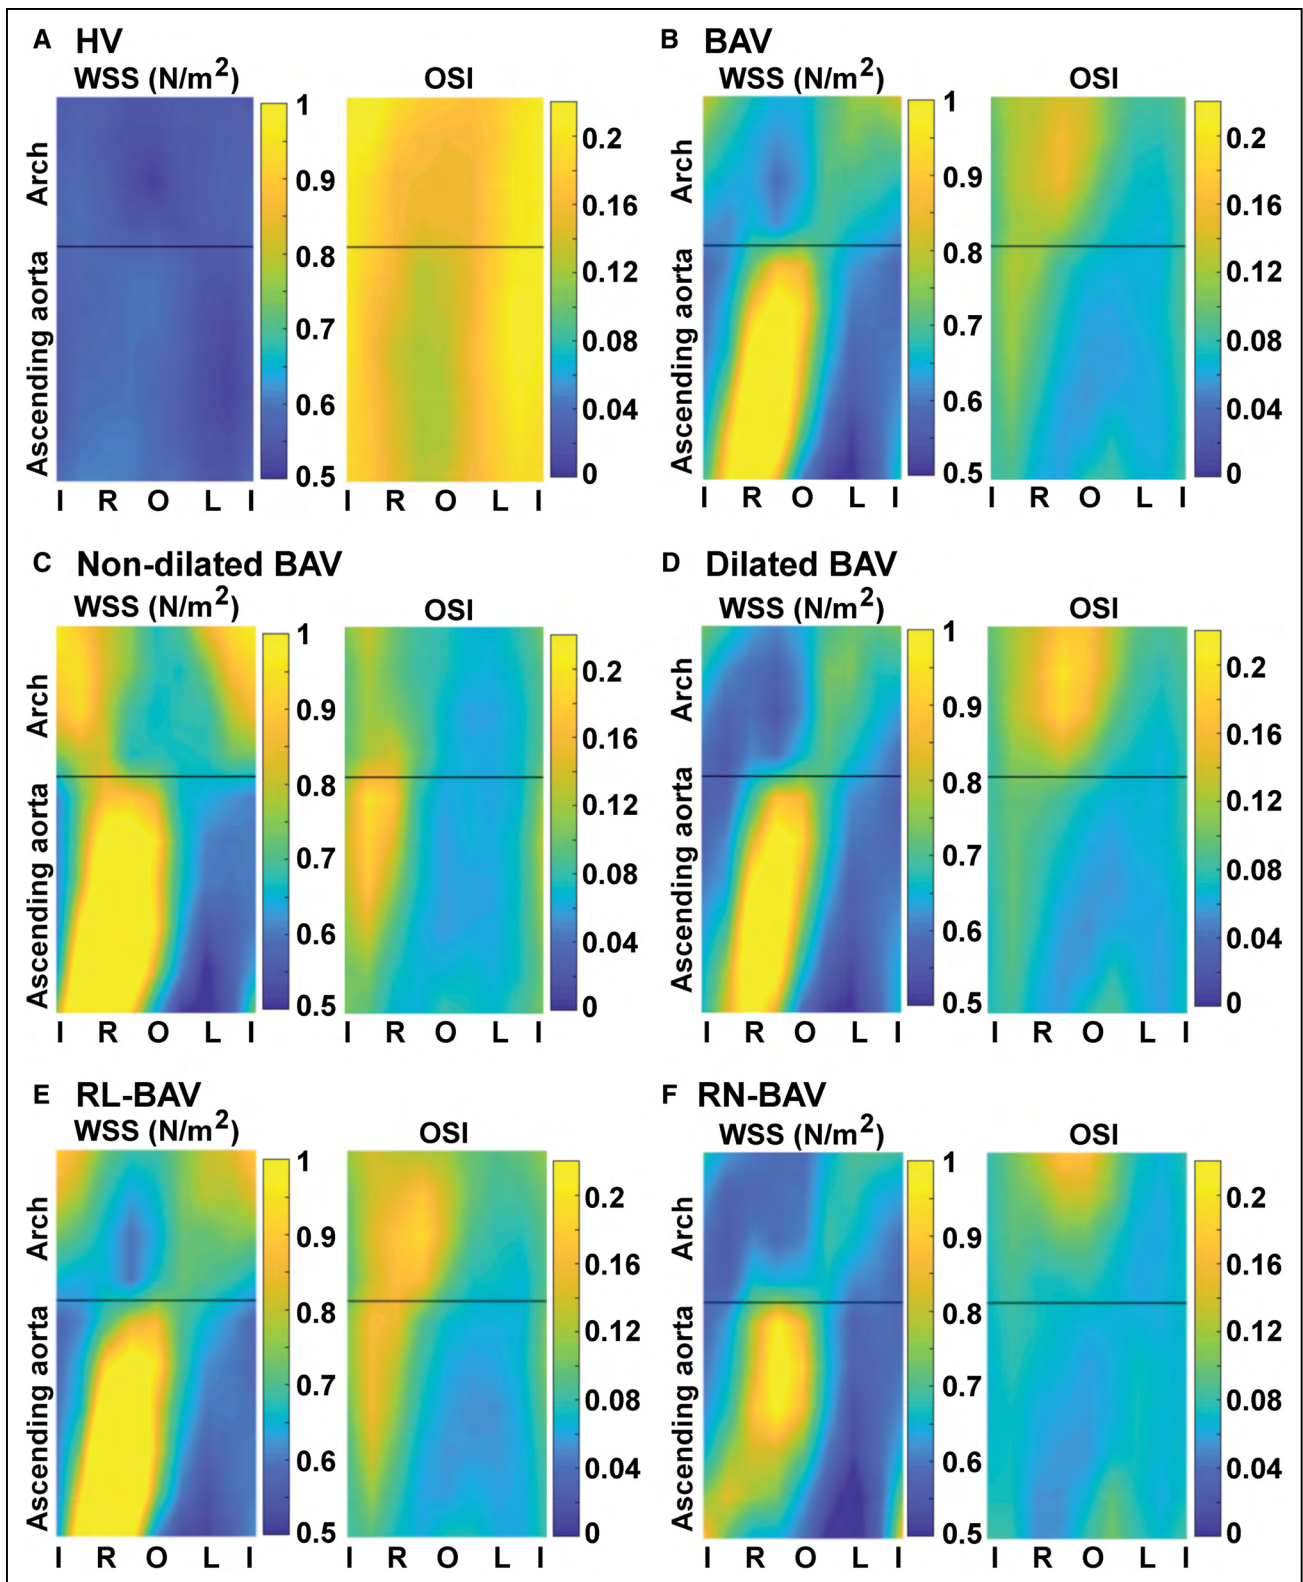 A HV
WSS (N/m²) OSI
Arch
Ascending aorta
1
0.9
0.8
0.7
0.6
0.5
0.2
0.16
0.12
0.08
0.04
0
I R O L I I R O L I
B BAV
WSS (N/m²) OSI
Arch
Ascending aorta
1
0.9
0.8
0.7
0.6
0.5
0.2
0.16
0.12
0.08
0.04
0
I R O L I I R O L I
C Non-dilated BAV
WSS (N/m²) OSI
Arch
Ascending aorta
1
0.9
0.8
0.7
0.6
0.5
0.2
0.16
0.12
0.08
0.04
0
I R O L I I R O L I
D Dilated BAV
WSS (N/m²) OSI
Arch
Ascending aorta
1
0.9
0.8
0.7
0.6
0.5
0.2
0.16
0.12
0.08
0.04
0
I R O L I I R O L I
E RL-BAV
WSS (N/m²) OSI
Arch
Ascending aorta
1
0.9
0.8
0.7
0.6
0.5
0.2
0.16
0.12
0.08
0.04
0
I R O L I I R O L I
F RN-BAV
WSS (N/m²) OSI
Arch
Ascending aorta
1
0.9
0.8
0.7
0.6
0.5
0.2
0.16
0.12
0.08
0.04
0
I R O L I I R O L I